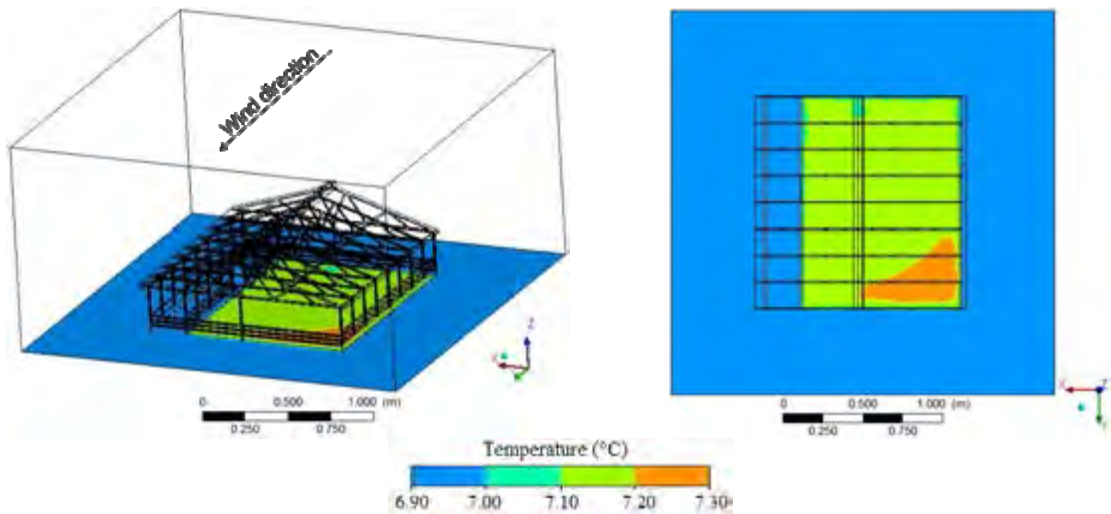 Wind direction
Z
X
0 0.500 1.000 (m)
0.250 0.750
X Z
Y
0 0.500 1.000 (m)
0.250 0.750
Temperature (°C)
6.90 7.00 7.10 7.20 7.30